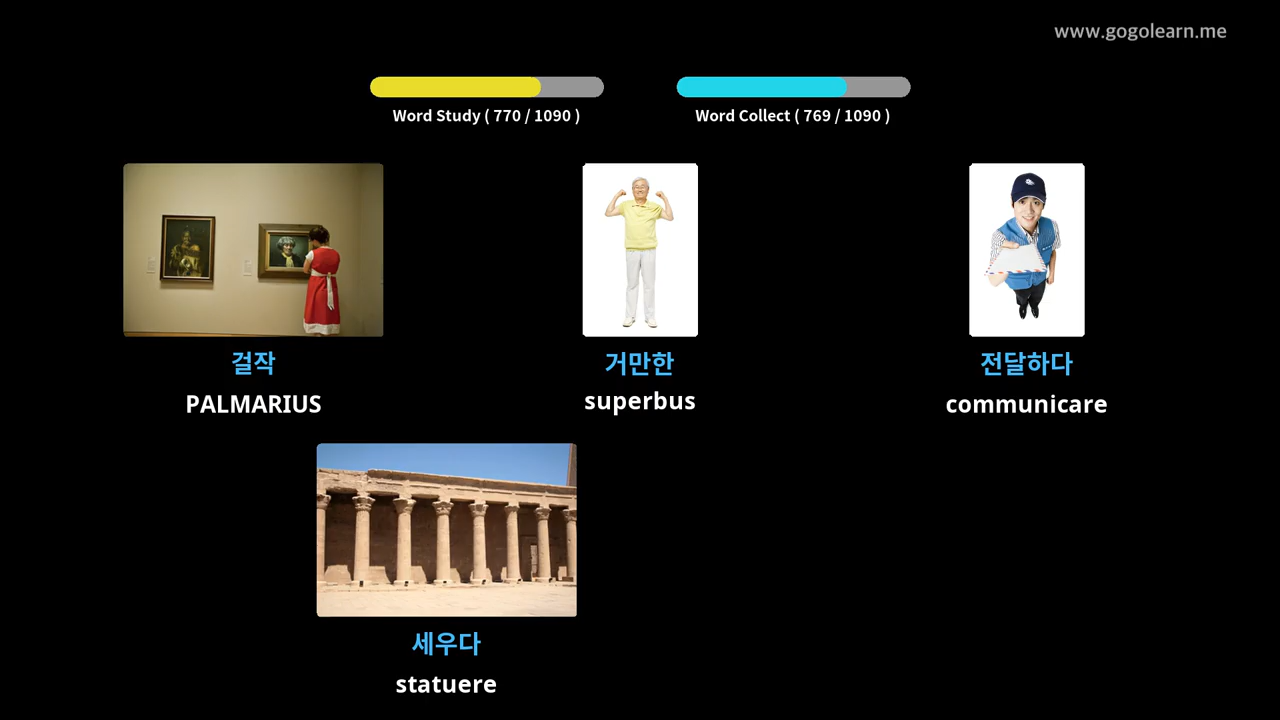 www.gogolearn.me
Word Study ( 770 / 1090 )
Word Collect ( 769 / 1090 )
걸작
PALMARIUS
거만한
superbus
전달하다
communicare
세우다
statuere